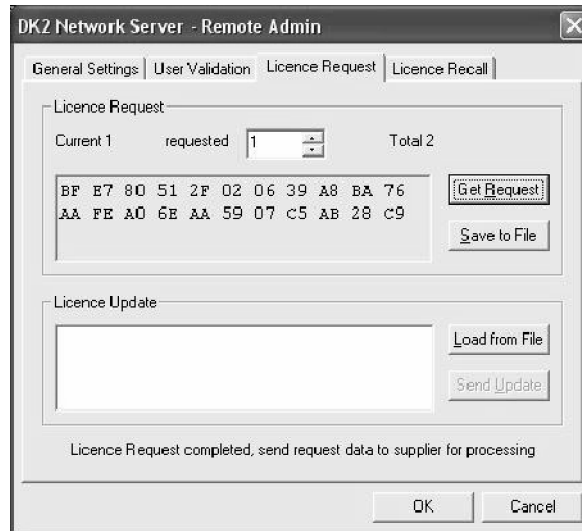 DK2 Network Server - Remote Admin
General Settings User Validation Licence Request Licence Recall
Licence Request
Current 1 requested 1 Total 2
BF E7 80 51 2F 02 06 39 A8 BA 76
AA FE A0 6E AA 59 07 C5 AB 28 C9
Get Request
Save to File
Licence Update
Load from File
Send Update
Licence Request completed, send request data to supplier for processing
OK Cancel